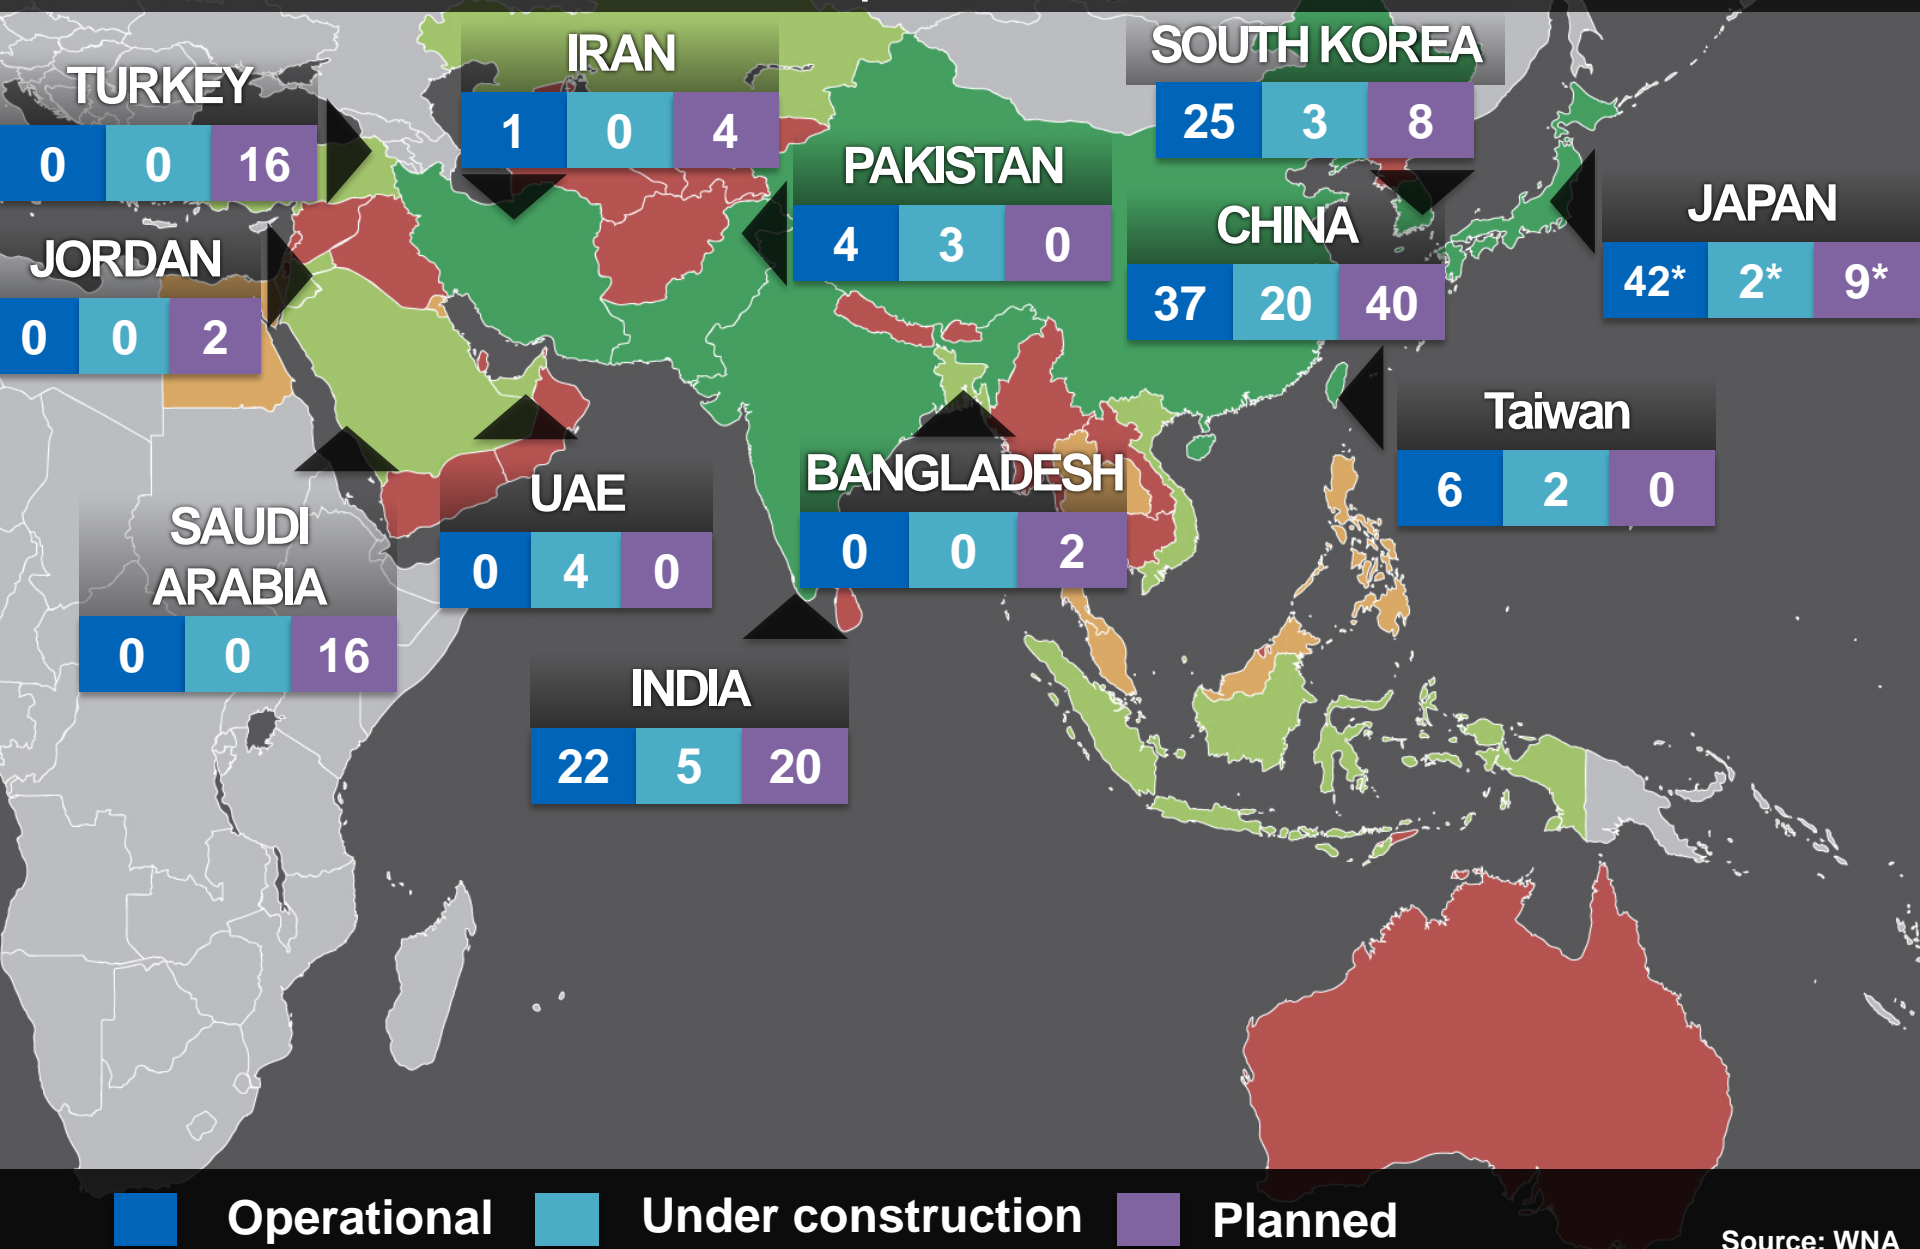 TURKEY
0 0 16
IRAN
1 0 4
SOUTH KOREA
25 3 8
PAKISTAN
4 3 0
CHINA
37 20 40
JAPAN
42* 2* 9*
JORDAN
0 0 2
Taiwan
6 2 0
BANGLADESH
0 0 2
UAE
0 4 0
SAUDI
ARABIA
0 0 16
INDIA
22 5 20
Operational
Under construction
Planned
Source: WNA